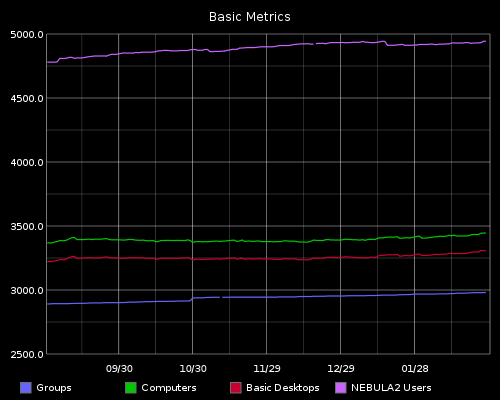 Basic Metrics
5000.0
4500.0
4000.0
3500.0
3000.0
2500.0
09/30 10/30 11/29 12/29 01/28
Groups Computers Basic Desktops NEBULA2 Users